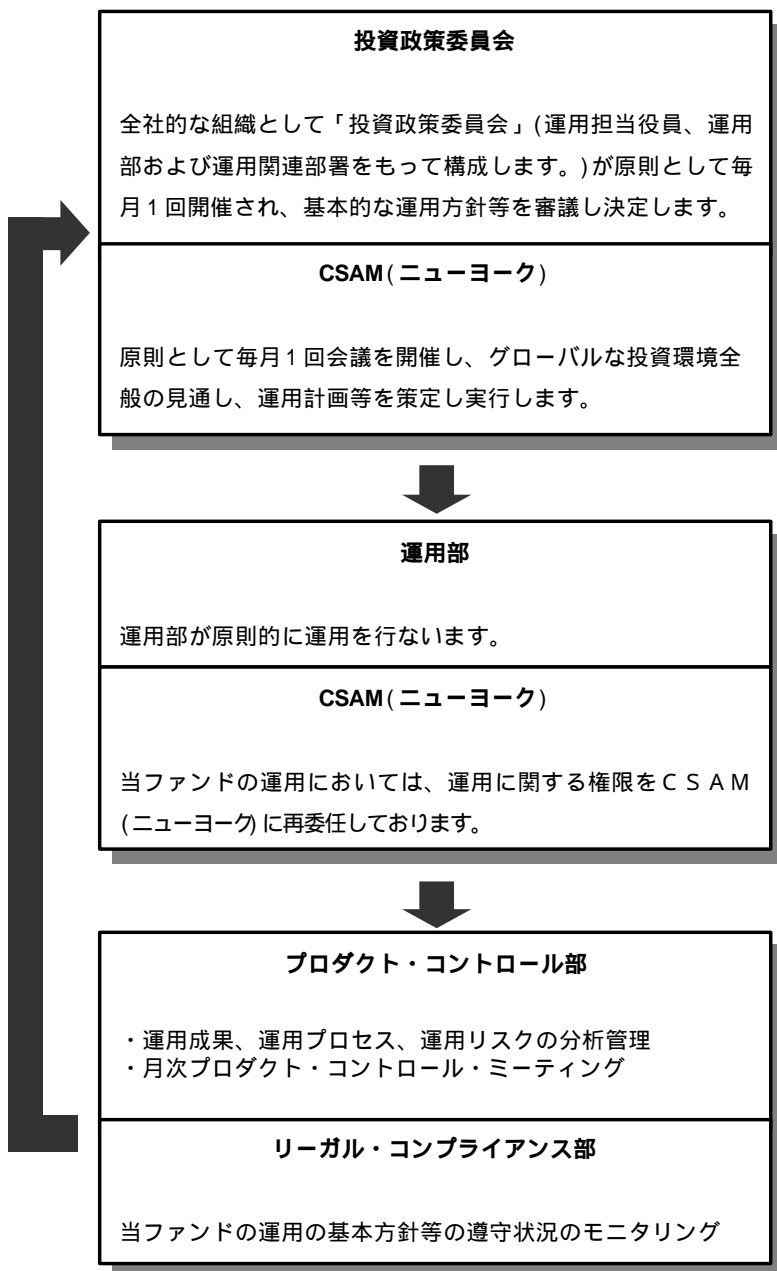 投資政策委員会
全社的な組織として「投資政策委員会」(運用担当役員、運用
部および運用関連部署をもって構成します。)が原則として毎
月1回開催され、基本的な運用方針等を審議し決定します。
CSAM(ニューヨーク)
原則として毎月1回会議を開催し、グローバルな投資環境全
般の見通し、運用計画等を策定し実行します。
運用部
運用部が原則的に運用を行ないます。
CSAM(ニューヨーク)
当ファンドの運用においては、運用に関する権限をCSAM
(ニューヨーク)に再委任しております。
プロダクト・コントロール部
・運用成果、運用プロセス、運用リスクの分析管理
・月次プロダクト・コントロール・ミーティング
リーガル・コンプライアンス部
当ファンドの運用の基本方針等の遵守状況のモニタリング